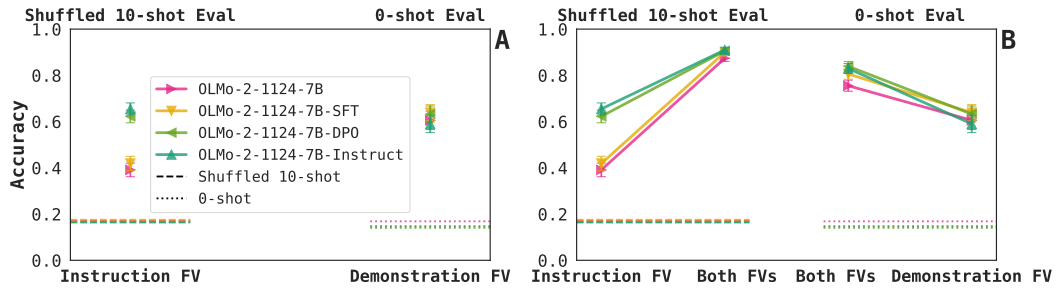 Shuffled 10-shot Eval
0-shot Eval
A
Accuracy
1.0
0.8
0.6
0.4
0.2
0.0
OLMo-2-1124-7B
OLMo-2-1124-7B-SFT
OLMo-2-1124-7B-DPO
OLMo-2-1124-7B-Instruct
Shuffled 10-shot
0-shot
Instruction FV
Demonstration FV
Shuffled 10-shot Eval
0-shot Eval
B
1.0
0.8
0.6
0.4
0.2
0.0
Instruction FV
Both FVs
Both FVs
Demonstration FV